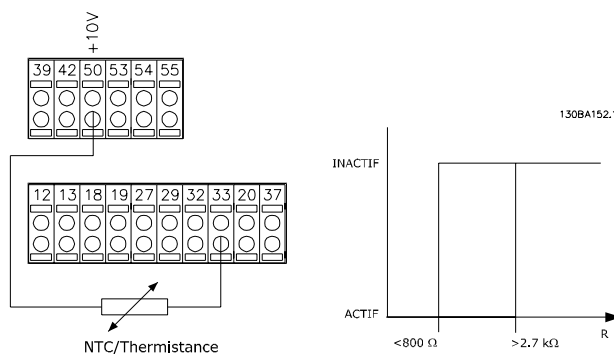 +10V
39 42 50 53 54 55
130BA152.
INACTIF
12 13 18 19 27 29 32 33 20 37
ACTIF
<800 Ω >2.7 kΩ R
NTC/Thermistance